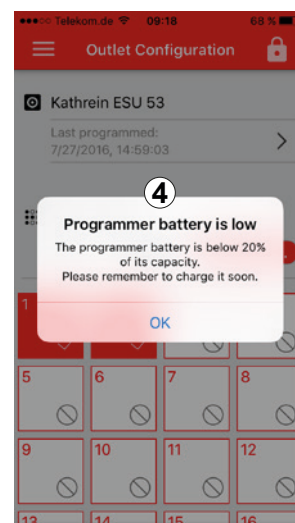 Telekom.de 09:18 68 %
Outlet Configuration
Kathrein ESU 53
Last programmed:
7/27/2016, 14:59:03
4
Programmer battery is low
The programmer battery is below 20%
of its capacity.
Please remember to charge it soon.
OK
1
5 6 7 8
9 10 11 12
13 14 15 16